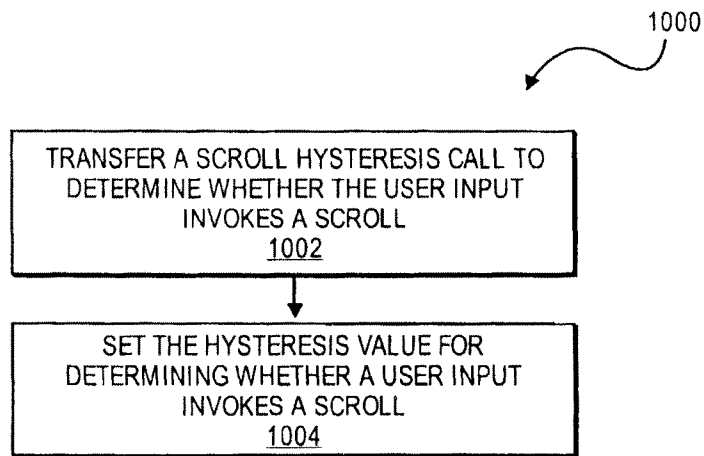 1000
TRANSFER A SCROLL HYSTERESIS CALL TO
DETERMINE WHETHER THE USER INPUT
INVOKES A SCROLL
1002
SET THE HYSTERESIS VALUE FOR
DETERMINING WHETHER A USER INPUT
INVOKES A SCROLL
1004